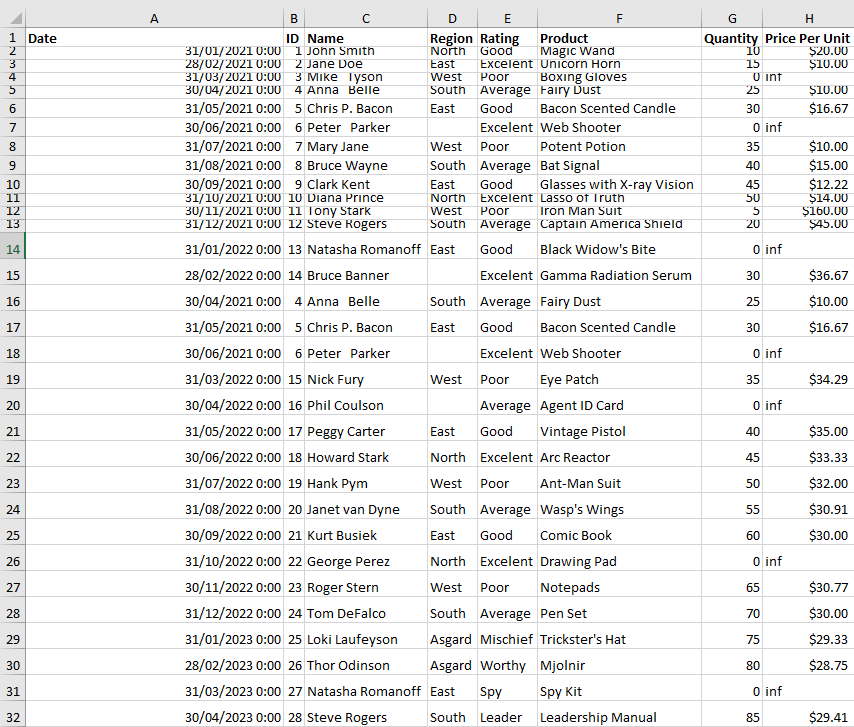 A B C D E F G H
1 Date ID Name Region Rating Product Quantity Price Per Unit
2 31/01/2021 0:00 1 John Smith North Good Magic Wand 10 $20.00
3 28/02/2021 0:00 2 Jane Doe East Excelent Unicorn Horn 15 $10.00
4 31/03/2021 0:00 3 Mike  Tyson West Poor Boxing Gloves 0 inf
5 30/04/2021 0:00 4 Anna  Belle South Average Fairy Dust 25 $10.00
6 31/05/2021 0:00 5 Chris P. Bacon East Good Bacon Scented Candle 30 $16.67
7 30/06/2021 0:00 6 Peter  Parker Excelent Web Shooter 0 inf
8 31/07/2021 0:00 7 Mary Jane West Poor Potent Potion 35 $10.00
9 31/08/2021 0:00 8 Bruce Wayne South Average Bat Signal 40 $15.00
10 30/09/2021 0:00 9 Clark Kent East Good Glasses with X-ray Vision 45 $12.22
11 31/10/2021 0:00 10 Diana Prince North Excelent Lasso of Truth 50 $14.00
12 30/11/2021 0:00 11 Tony Stark West Poor Iron Man Suit 5 $160.00
13 31/12/2021 0:00 12 Steve Rogers South Average Captain America Shield 20 $45.00
14 31/01/2022 0:00 13 Natasha Romanoff East Good Black Widow's Bite 0 inf
15 28/02/2022 0:00 14 Bruce Banner Excelent Gamma Radiation Serum 30 $36.67
16 30/04/2021 0:00 4 Anna  Belle South Average Fairy Dust 25 $10.00
17 31/05/2021 0:00 5 Chris P. Bacon East Good Bacon Scented Candle 30 $16.67
18 30/06/2021 0:00 6 Peter  Parker Excelent Web Shooter 0 inf
19 31/03/2022 0:00 15 Nick Fury West Poor Eye Patch 35 $34.29
20 30/04/2022 0:00 16 Phil Coulson Average Agent ID Card 0 inf
21 31/05/2022 0:00 17 Peggy Carter East Good Vintage Pistol 40 $35.00
22 30/06/2022 0:00 18 Howard Stark North Excelent Arc Reactor 45 $33.33
23 31/07/2022 0:00 19 Hank Pym West Poor Ant-Man Suit 50 $32.00
24 31/08/2022 0:00 20 Janet van Dyne South Average Wasp's Wings 55 $30.91
25 30/09/2022 0:00 21 Kurt Busiek East Good Comic Book 60 $30.00
26 31/10/2022 0:00 22 George Perez North Excelent Drawing Pad 0 inf
27 30/11/2022 0:00 23 Roger Stern West Poor Notepads 65 $30.77
28 31/12/2022 0:00 24 Tom DeFalco South Average Pen Set 70 $30.00
29 31/01/2023 0:00 25 Loki Laufeyson Asgard Mischief Trickster's Hat 75 $29.33
30 28/02/2023 0:00 26 Thor Odinson Asgard Worthy Mjolnir 80 $28.75
31 31/03/2023 0:00 27 Natasha Romanoff East Spy Spy Kit 0 inf
32 30/04/2023 0:00 28 Steve Rogers South Leader Leadership Manual 85 $29.41